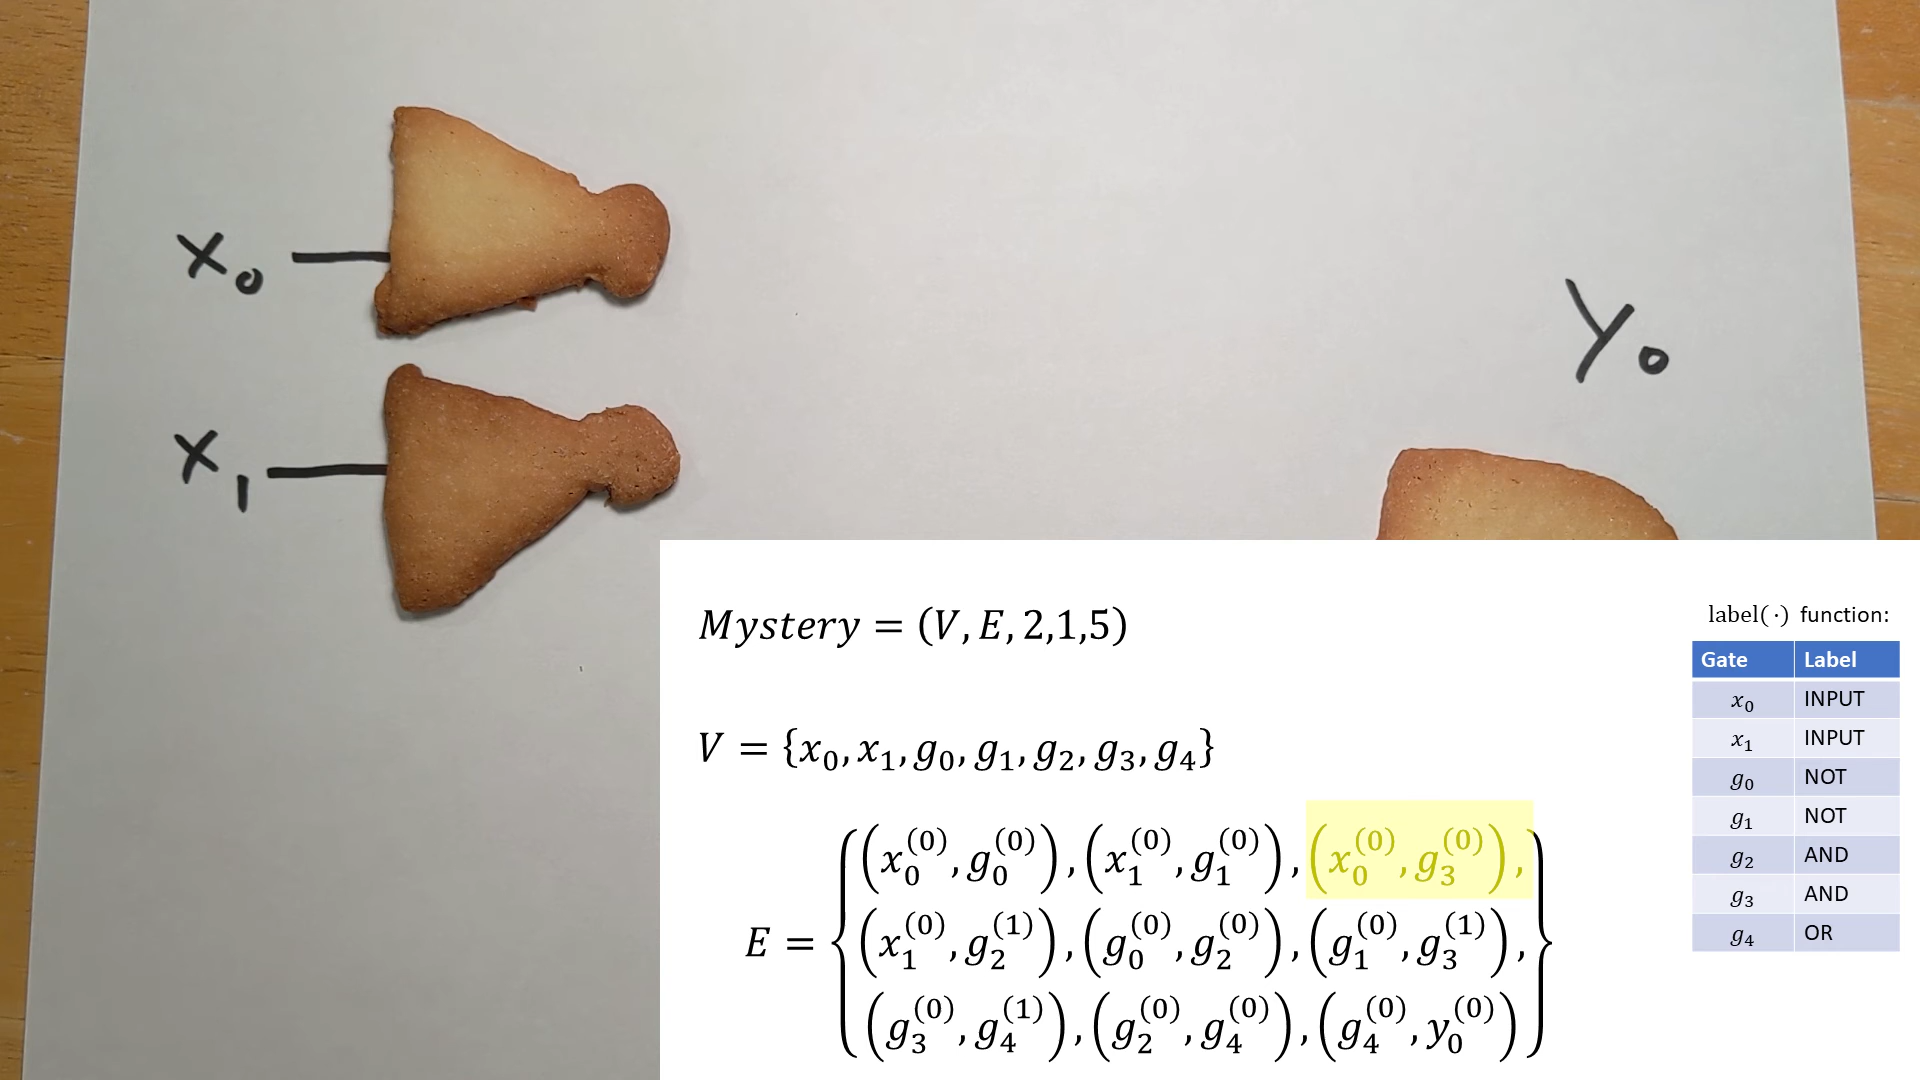 x₀
x₁
y₀
Mystery = (V, E, 2,1,5)
V = {x₀, x₁, g₀, g₁, g₂, g₃, g₄}
E = {(x₀⁽⁰⁾, g₀⁽⁰⁾), (x₁⁽⁰⁾, g₁⁽⁰⁾), (x₀⁽⁰⁾, g₃⁽⁰⁾),
(x₁⁽⁰⁾, g₂⁽¹⁾), (g₀⁽⁰⁾, g₂⁽⁰⁾), (g₁⁽⁰⁾, g₃⁽¹⁾),
(g₃⁽⁰⁾, g₄⁽¹⁾), (g₂⁽⁰⁾, g₄⁽⁰⁾), (g₄⁽⁰⁾, y₀⁽⁰⁾)}
label(·) function:
Gate Label
x₀ INPUT
x₁ INPUT
g₀ NOT
g₁ NOT
g₂ AND
g₃ AND
g₄ OR